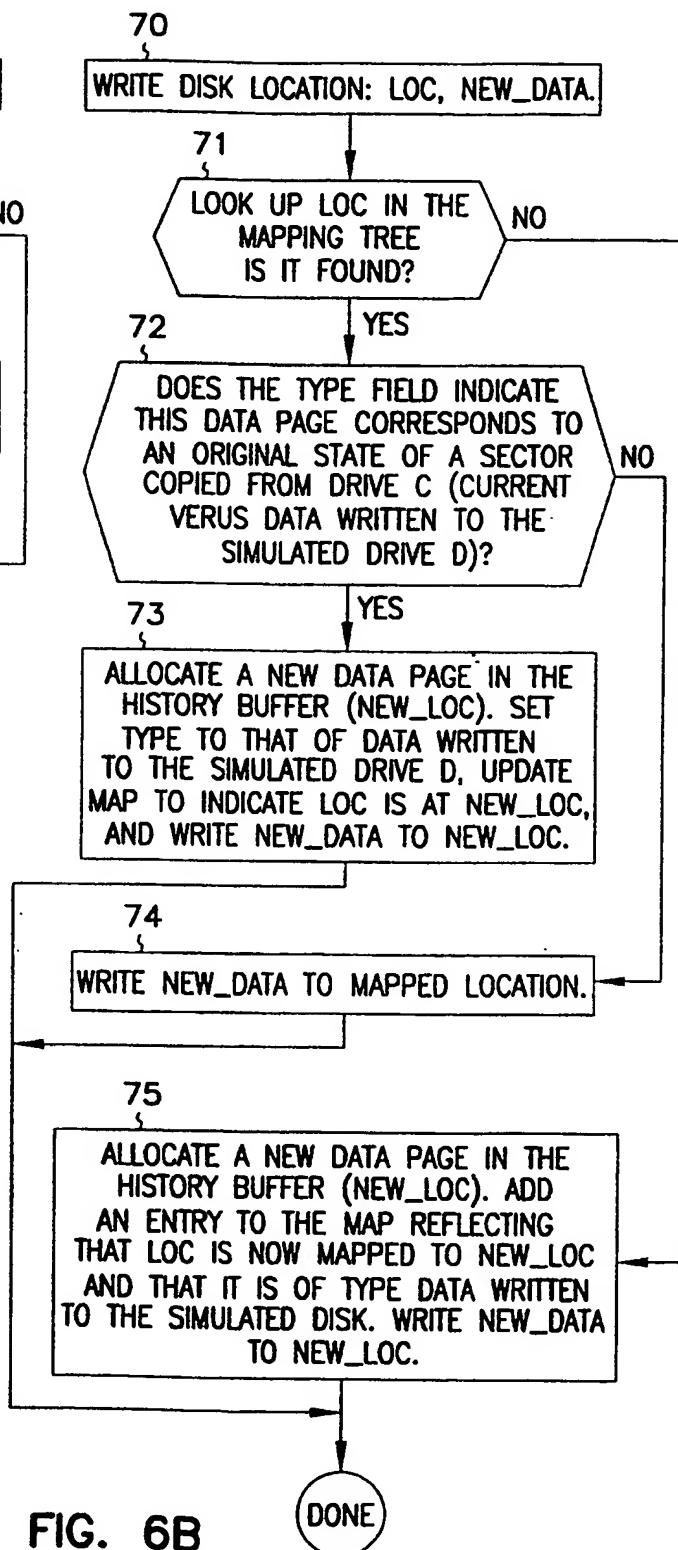 70
WRITE DISK LOCATION: LOC, NEW_DATA.
71
NO
LOOK UP LOC IN THE
MAPPING TREE
IS IT FOUND?
NO
YES
72
DOES THE TYPE FIELD INDICATE
THIS DATA PAGE CORRESPONDS TO
AN ORIGINAL STATE OF A SECTOR
COPIED FROM DRIVE C (CURRENT
VERUS DATA WRITTEN TO THE
SIMULATED DRIVE D)?
NO
YES
73
ALLOCATE A NEW DATA PAGE IN THE
HISTORY BUFFER (NEW_LOC). SET
TYPE TO THAT OF DATA WRITTEN
TO THE SIMULATED DRIVE D, UPDATE
MAP TO INDICATE LOC IS AT NEW_LOC,
AND WRITE NEW_DATA TO NEW_LOC.
74
WRITE NEW_DATA TO MAPPED LOCATION.
75
ALLOCATE A NEW DATA PAGE IN THE
HISTORY BUFFER (NEW_LOC). ADD
AN ENTRY TO THE MAP REFLECTING
THAT LOC IS NOW MAPPED TO NEW_LOC
AND THAT IT IS OF TYPE DATA WRITTEN
TO THE SIMULATED DISK. WRITE NEW_DATA
TO NEW_LOC.
DONE
FIG. 6B